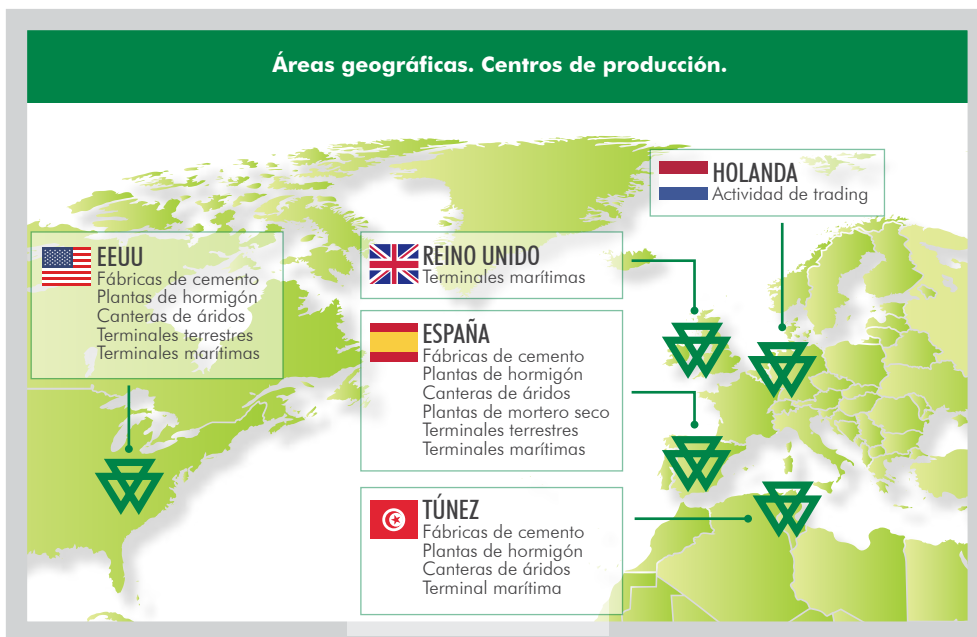 Áreas geográficas. Centros de producción.
HOLANDA
Actividad de trading
EEUU
Fábricas de cemento
Plantas de hormigón
Canteras de áridos
Terminales terrestres
Terminales marítimas
REINO UNIDO
Terminales marítimas
ESPAÑA
Fábricas de cemento
Plantas de hormigón
Canteras de áridos
Plantas de mortero seco
Terminales terrestres
Terminales marítimas
TÚNEZ
Fábricas de cemento
Plantas de hormigón
Canteras de áridos
Terminal marítima